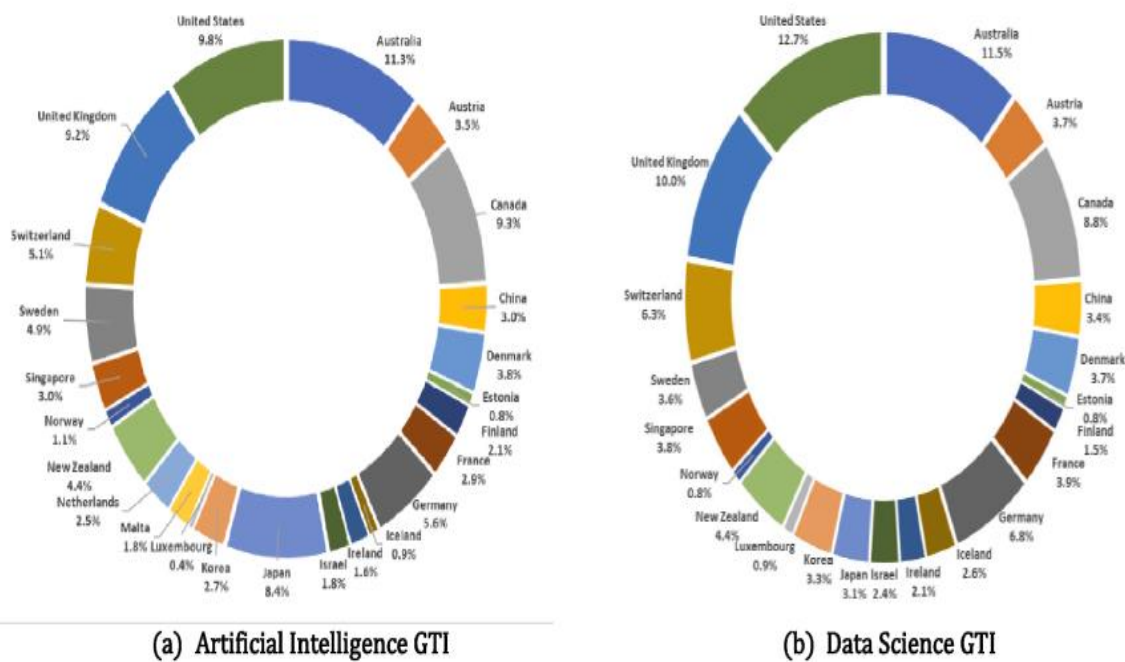 United States
9.8%
Australia
11.3%
Austria
3.5%
Canada
9.3%
China
3.0%
Denmark
3.8%
Estonia
0.8%
Finland
2.1%
France
2.9%
Germany
5.6%
Iceland
0.9%
Ireland
1.6%
Israel
1.8%
Japan
8.4%
Korea
2.7%
Luxembourg
0.4%
Malta
1.8%
Netherlands
2.5%
New Zealand
4.4%
Norway
1.1%
Singapore
3.0%
Sweden
4.9%
Switzerland
5.1%
United Kingdom
9.2%
(a) Artificial Intelligence GTI
United States
12.7%
Australia
11.5%
Austria
3.7%
Canada
8.8%
China
3.4%
Denmark
3.7%
Estonia
0.8%
Finland
1.5%
France
3.9%
Germany
6.8%
Iceland
2.6%
Ireland
2.1%
Israel
2.4%
Japan
3.1%
Korea
3.3%
Luxembourg
0.9%
New Zealand
4.4%
Norway
0.8%
Singapore
3.8%
Sweden
3.6%
Switzerland
6.3%
United Kingdom
10.0%
(b) Data Science GTI